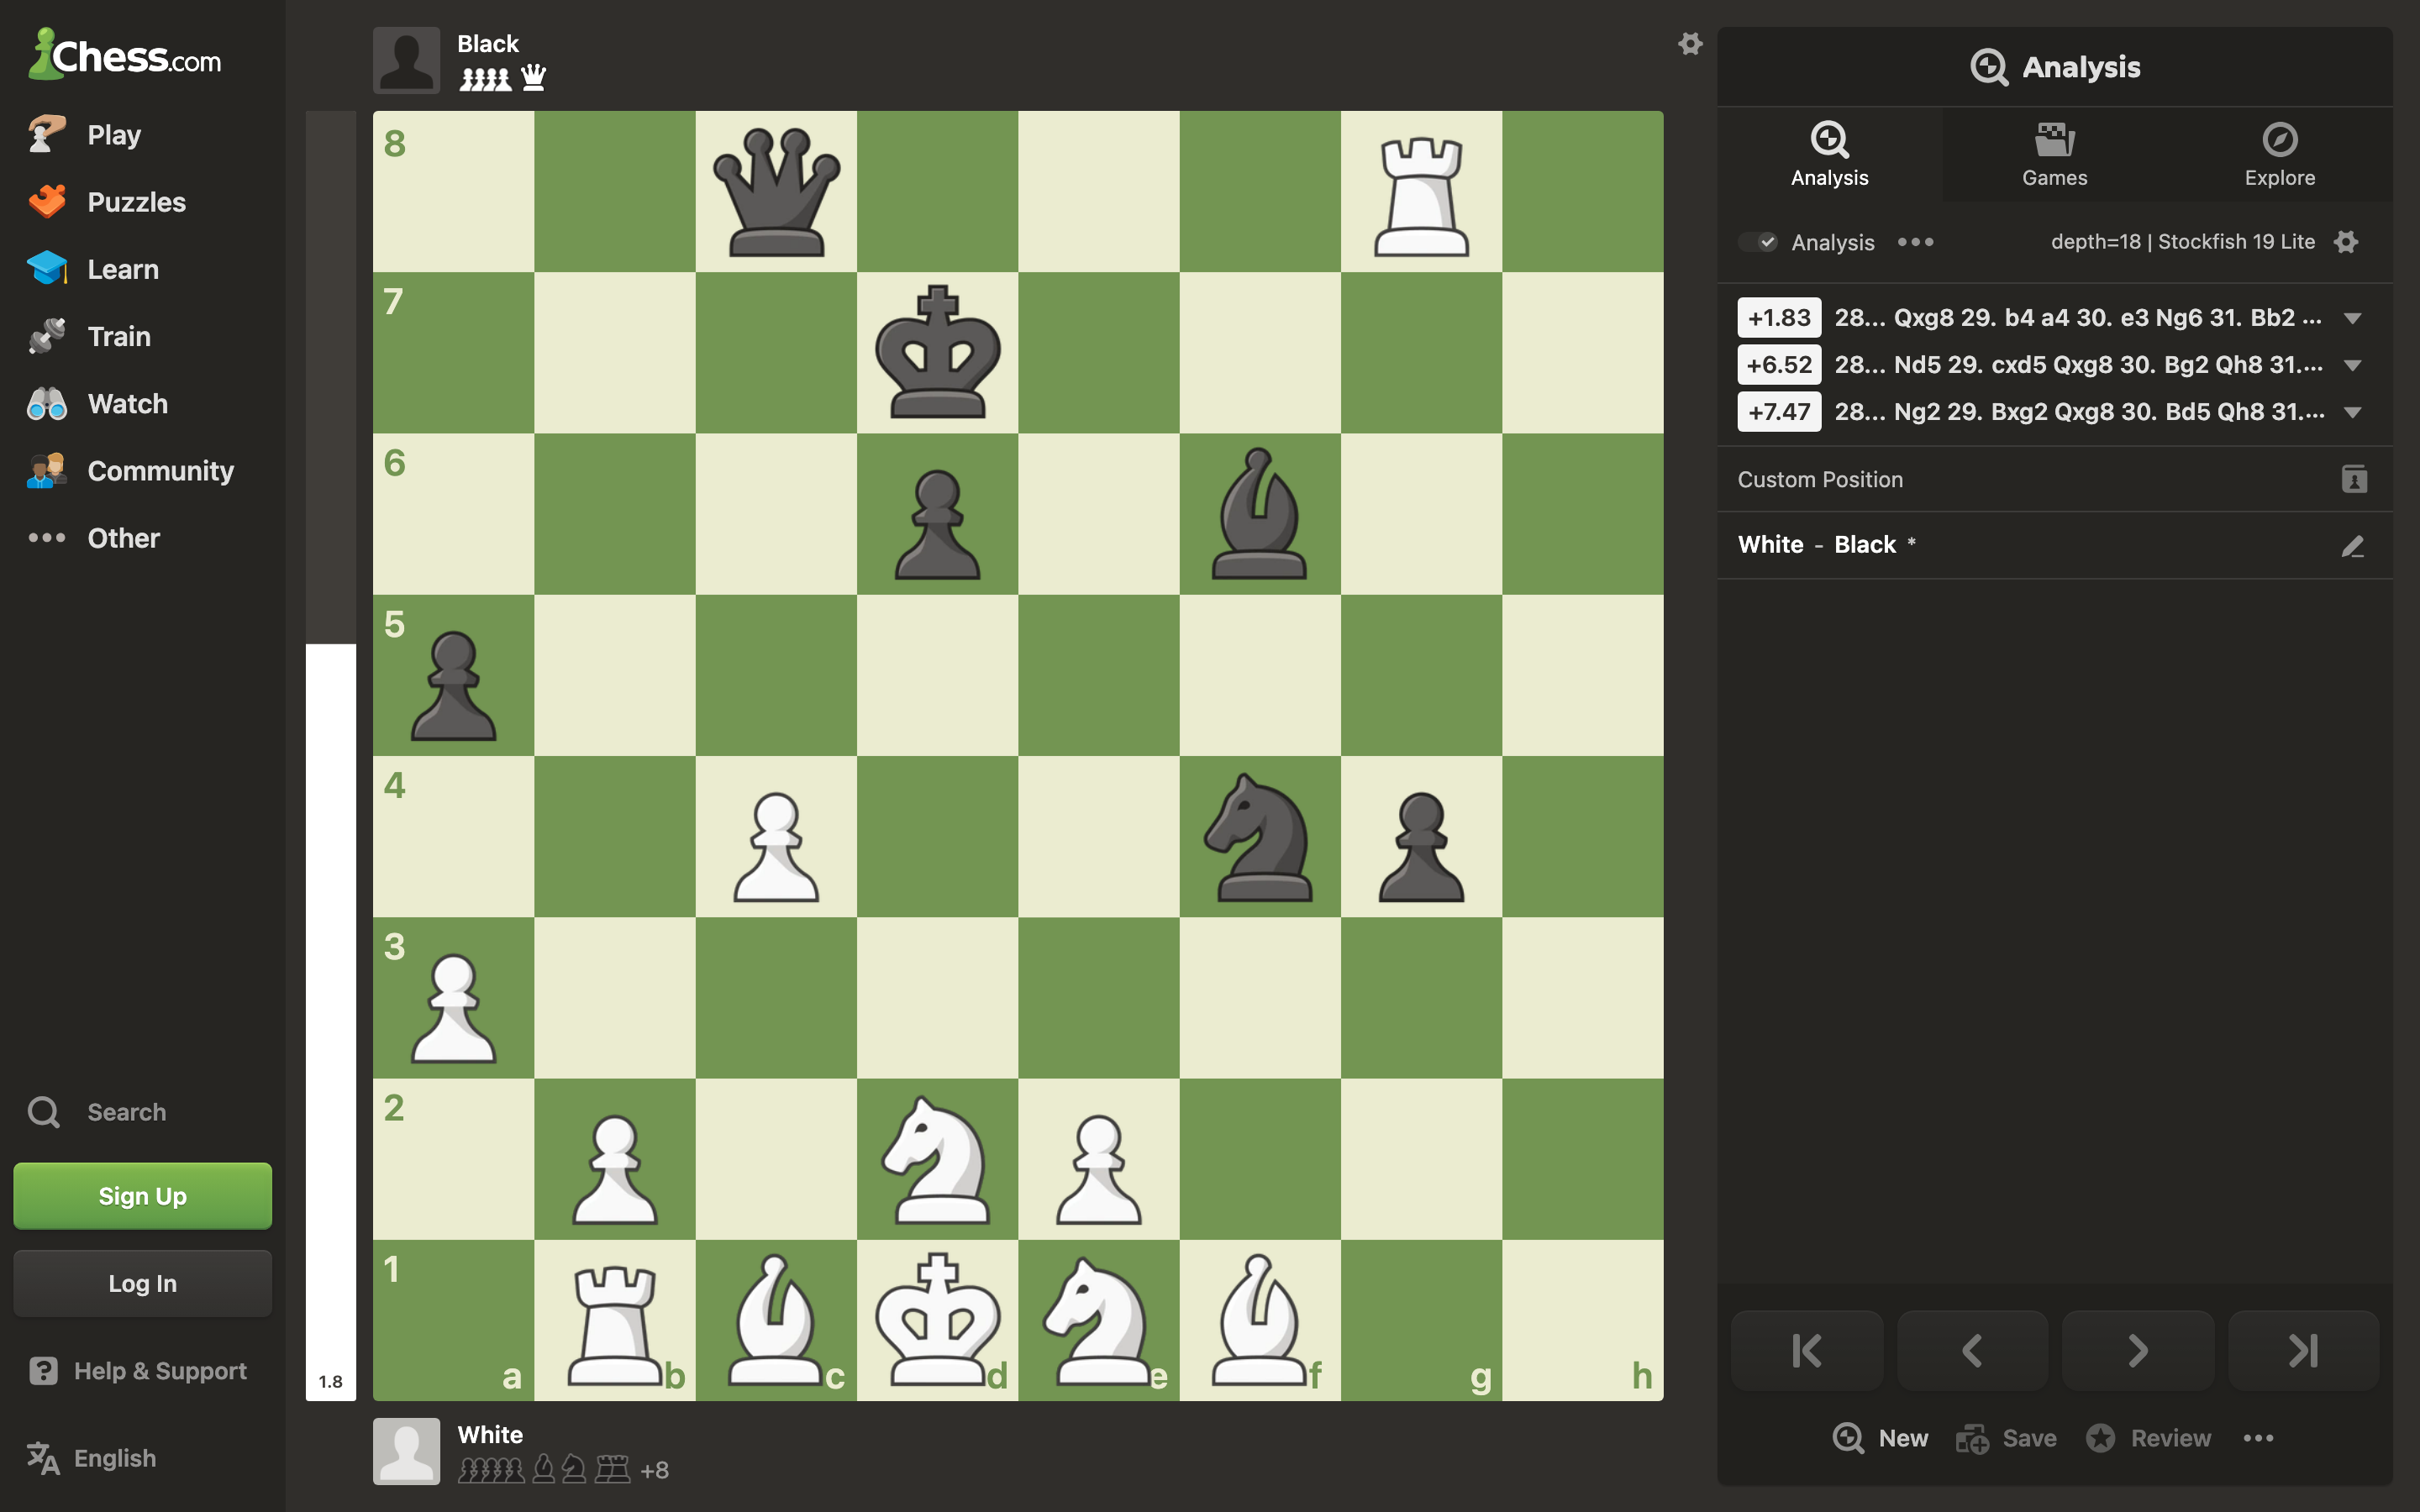 Chess.com
Play
Puzzles
Learn
Train
Watch
Community
Other
Search
Sign Up
Log In
Help & Support
English
Black
8
7
6
5
4
3
2
1
a b c d e f g h
1.8
White
+8
Analysis
Analysis
Games
Explore
Analysis
depth=18 | Stockfish 19 Lite
+1.83 28... Qxg8 29. b4 a4 30. e3 Ng6 31. Bb2 ...
+6.52 28... Nd5 29. cxd5 Qxg8 30. Bg2 Qh8 31....
+7.47 28... Ng2 29. Bxg2 Qxg8 30. Bd5 Qh8 31....
Custom Position
White - Black *
New
Save
Review